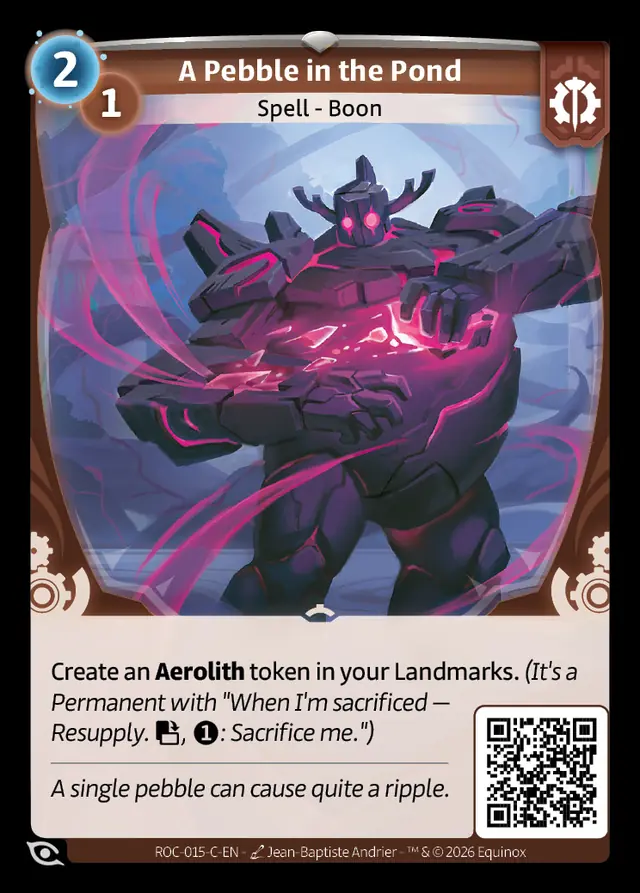 2
1
A Pebble in the Pond
Spell - Boon
Create an Aerolith token in your Landmarks. (It's a
Permanent with "When I'm sacrificed —
Resupply. , 1: Sacrifice me.")
A single pebble can cause quite a ripple.
ROC-015-C-EN - Jean-Baptiste Andrier - ™ & © 2026 Equinox